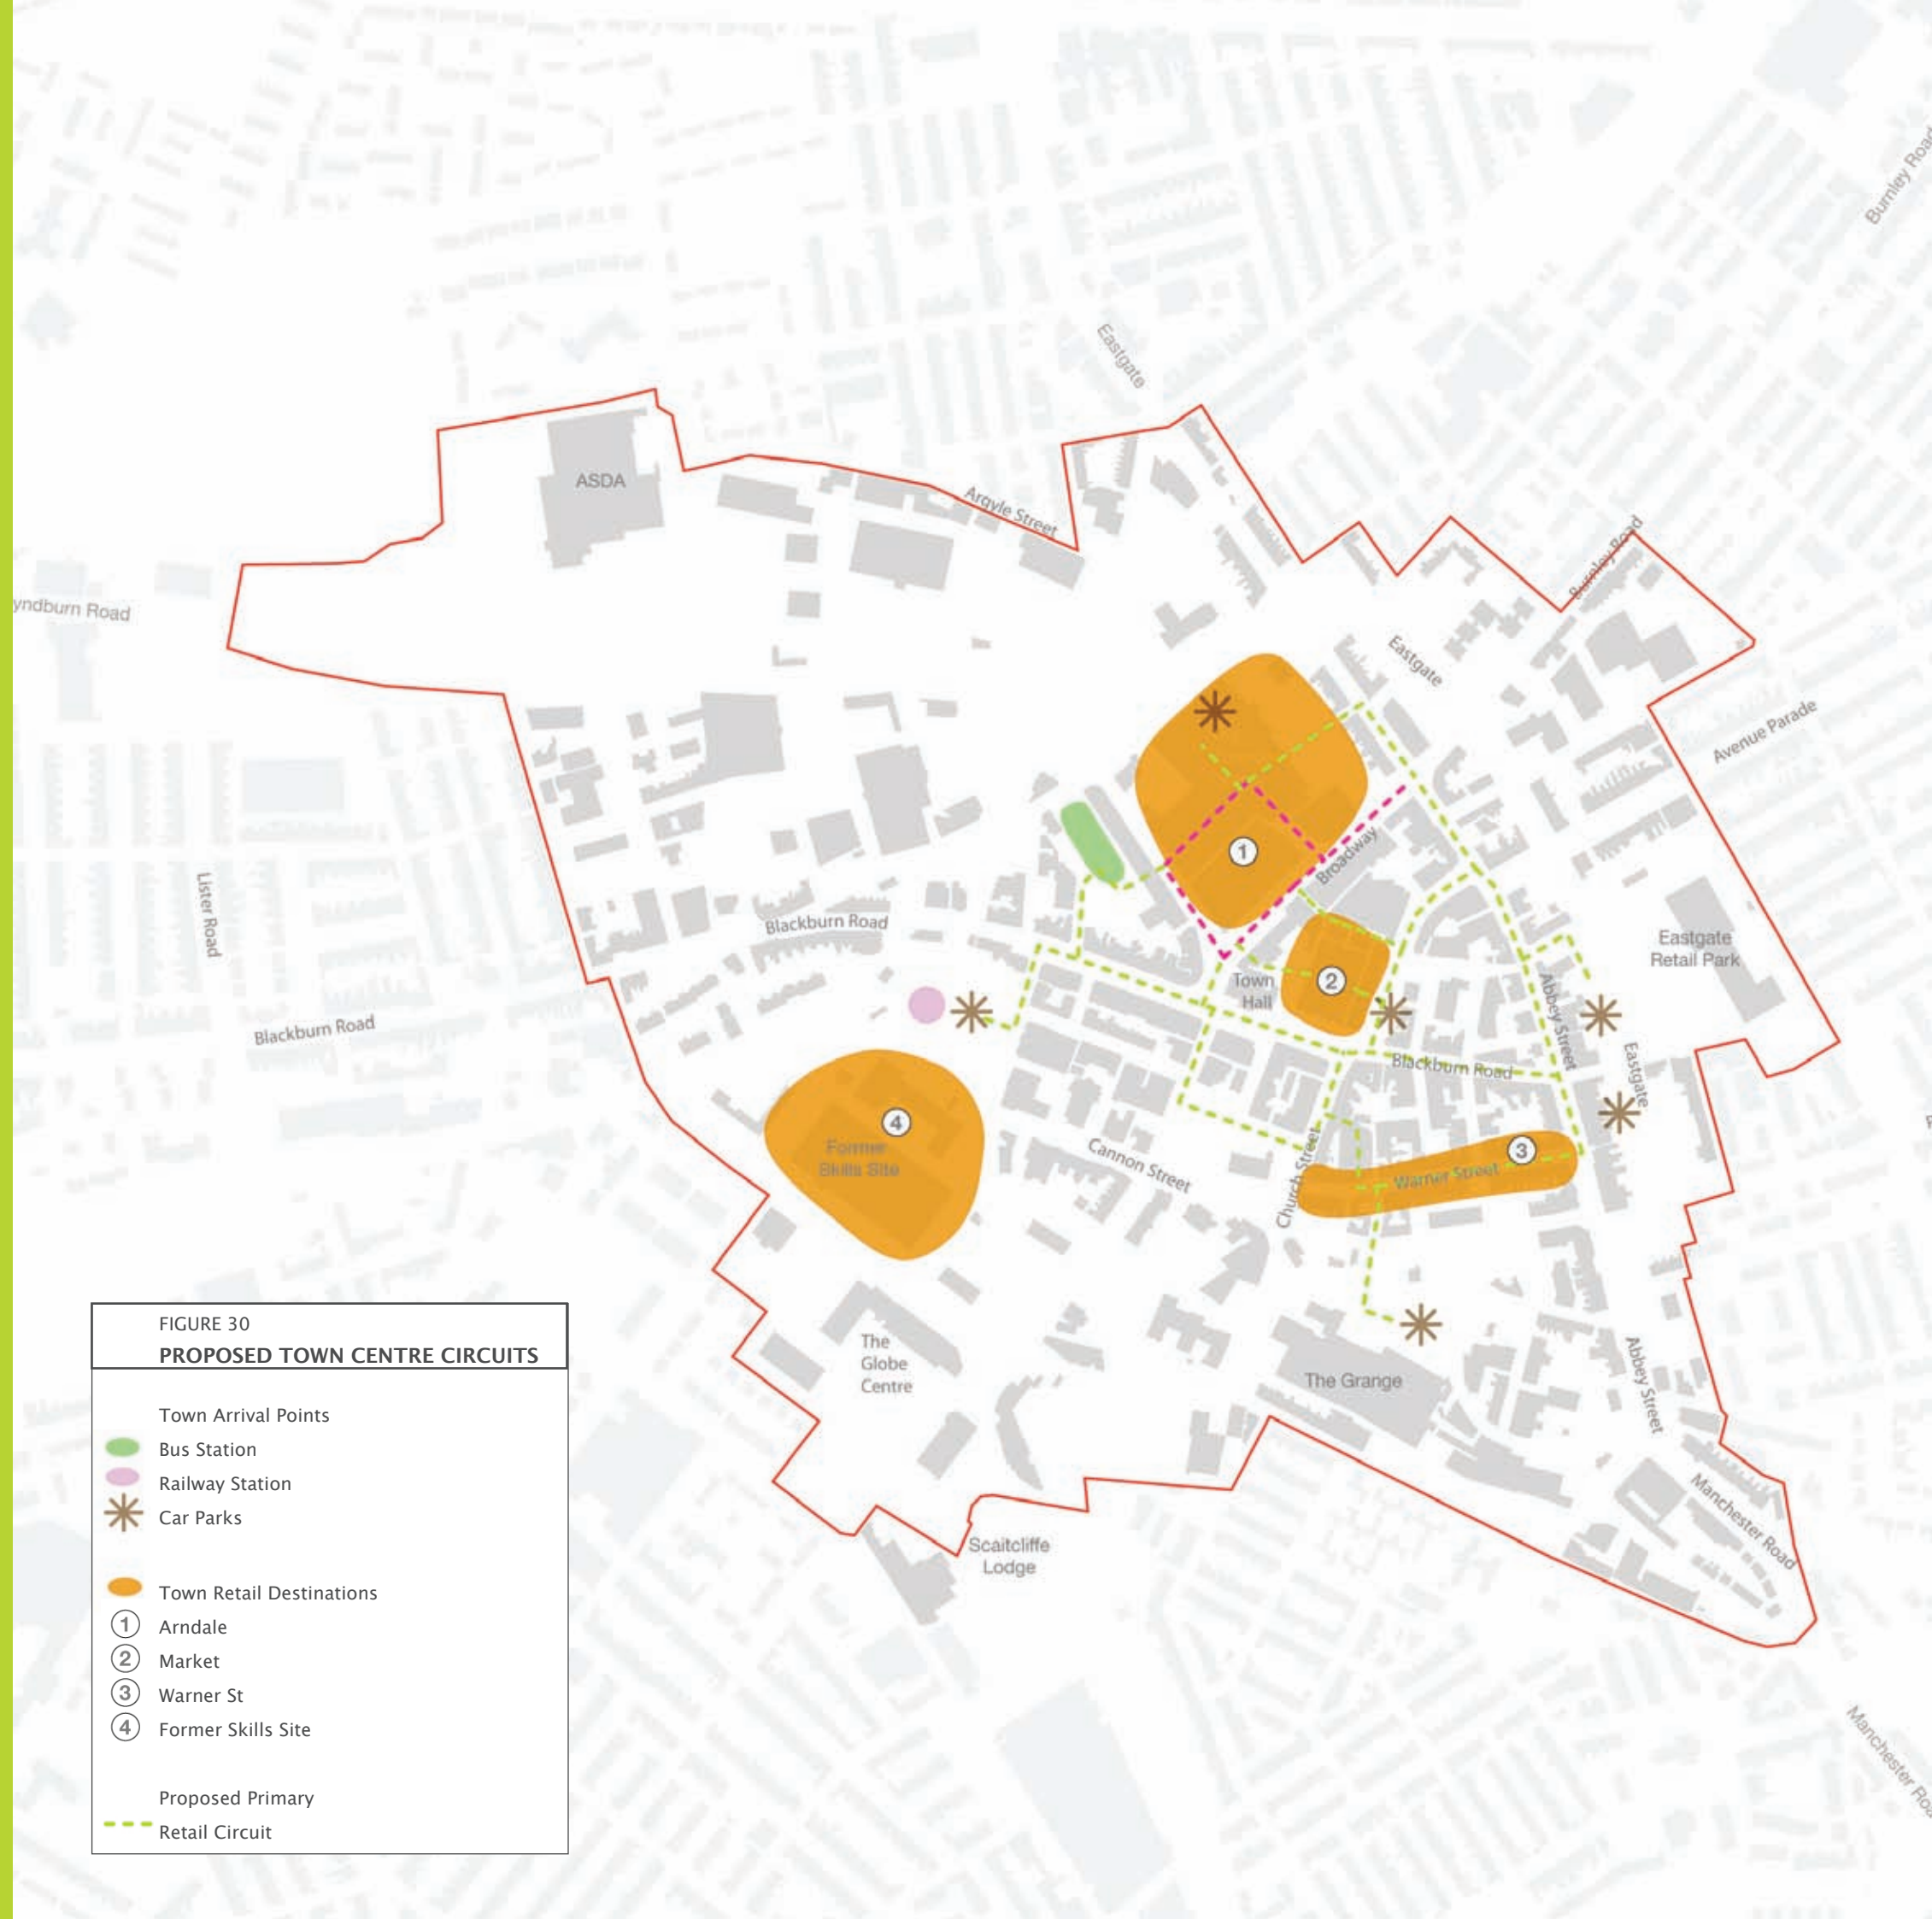 Burnley Road
Eastgate
ASDA
Argyle Street
Burnley Road
yndburn Road
Eastgate
Avenue Parade
1
Broadway
Lister Road
Blackburn Road
Eastgate
Retail Park
Town
Hall
2
Abbey Street
Blackburn Road
Blackburn Road
Eastgate
4
Former
Skills Site
Cannon Street
Church Street
3
Warner Street
The
Globe
Centre
The Grange
Abbey Street
Manchester Road
Scaitcliffe
Lodge
Manchester Roa
FIGURE 30
PROPOSED TOWN CENTRE CIRCUITS
Town Arrival Points
Bus Station
Railway Station
Car Parks
Town Retail Destinations
1 Arndale
2 Market
3 Warner St
4 Former Skills Site
Proposed Primary
Retail Circuit